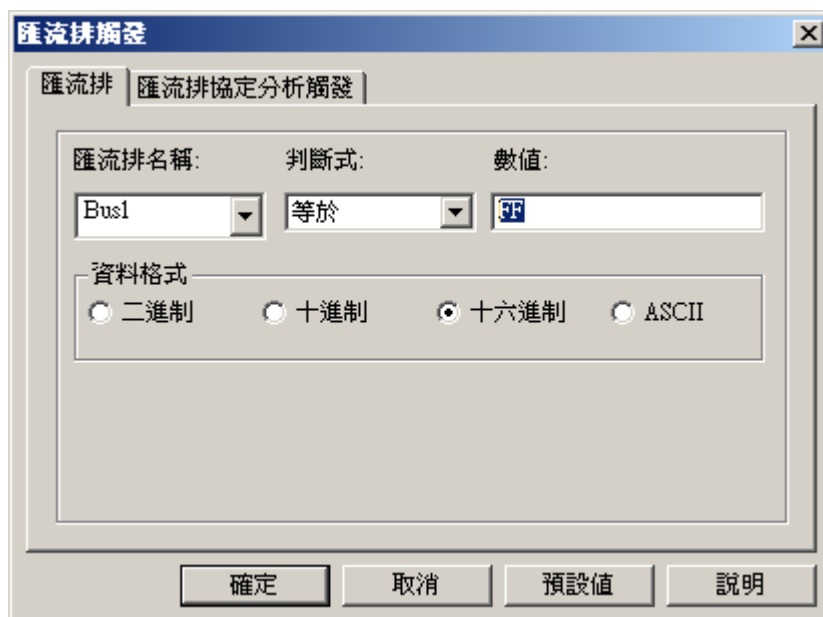 匯流排觸發
匯流排 匯流排協定分析觸發
匯流排名稱: 判斷式: 數值:
Bus1 等於 FF
資料格式
二進制 十進制 十六進制 ASCII
確定 取消 預設值 說明